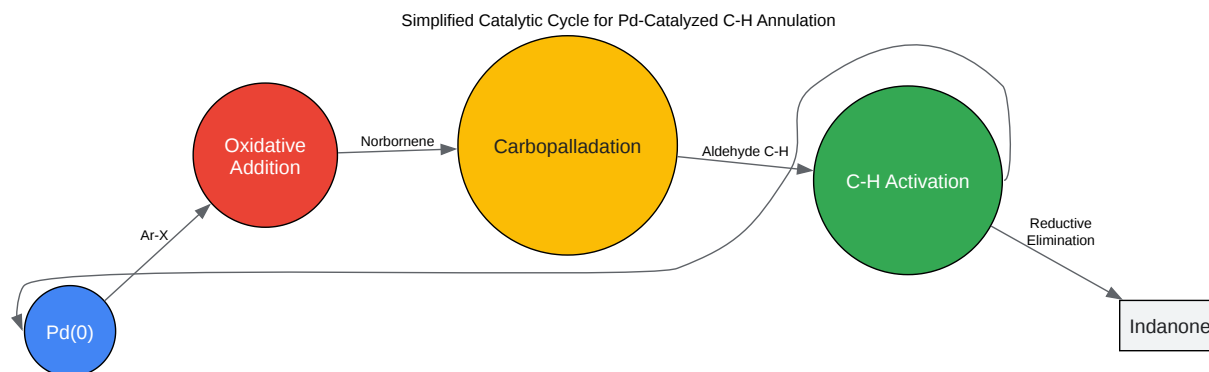 Simplified Catalytic Cycle for Pd-Catalyzed C-H Annulation
Oxidative
Addition
Norbornene
Carbopalladation
Aldehyde C-H
C-H Activation
Ar-X
Reductive
Elimination
Pd(0)
Indanone